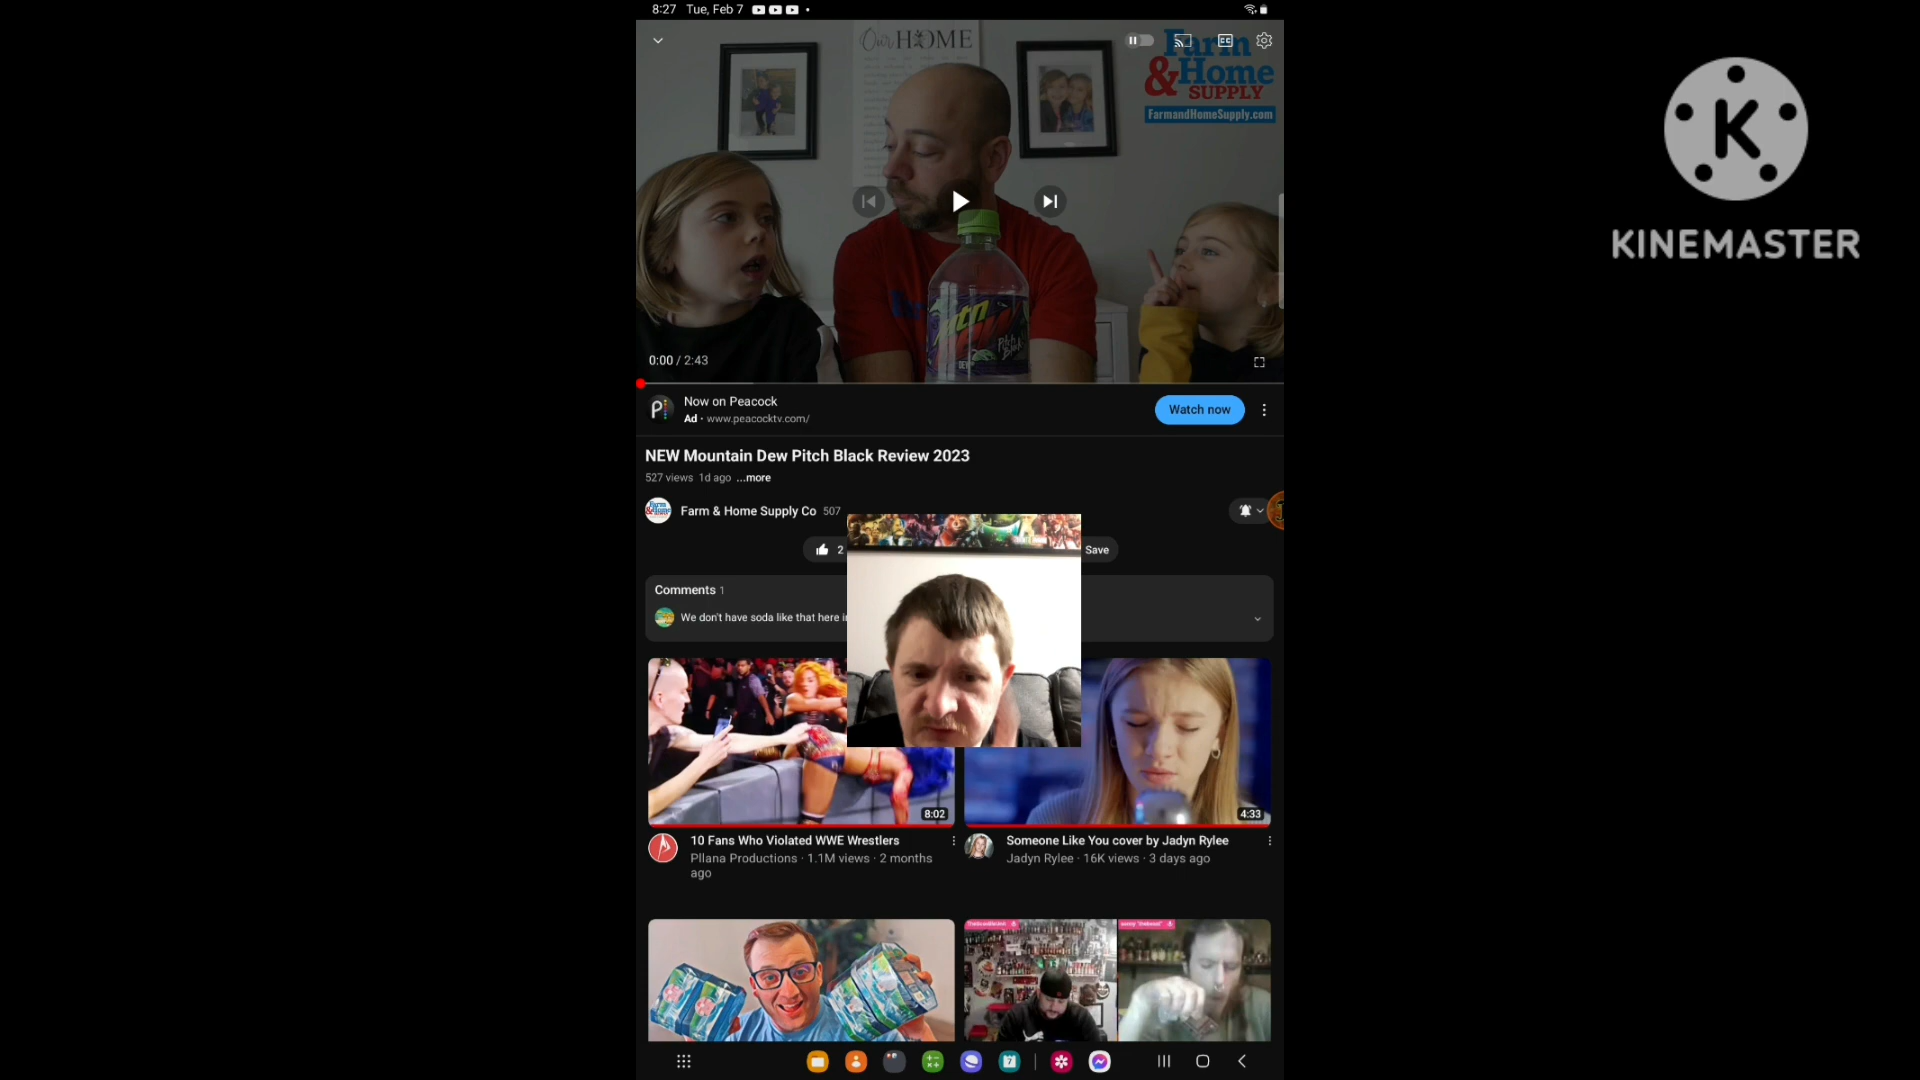 8:27 Tue, Feb 7
Our HOME
Farm
& Home
SUPPLY
FarmandHomeSupply.com
mtn
DEW
Pitch
Black
0:00 / 2:43
Now on Peacock
Watch now
Ad · www.peacocktv.com/
NEW Mountain Dew Pitch Black Review 2023
527 views 1d ago ...more
Farm & Home Supply Co 507
2
Save
Comments 1
We don't have soda like that here
8:02
4:33
10 Fans Who Violated WWE Wrestlers
Pllana Productions · 1.1M views · 2 months
ago
Someone Like You cover by Jadyn Rylee
Jadyn Rylee · 16K views · 3 days ago
K
KINEMASTER